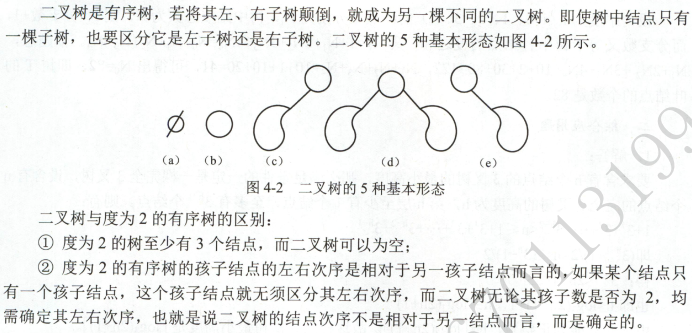 二叉树是有序树，若将其左、右子树颠倒，就成为另一棵不同的二叉树。即使树中结点只有
一棵子树，也要区分它是左子树还是右子树。二叉树的 5 种基本形态如图 4-2 所示。
(a) (b) (c) (d) (e)
图 4-2 二叉树的 5 种基本形态
二叉树与度为 2 的有序树的区别：
① 度为 2 的树至少有 3 个结点，而二叉树可以为空；
② 度为 2 的有序树的孩子结点的左右次序是相对于另一孩子结点而言的，如果某个结点只
有一个孩子结点，这个孩子结点就无须区分其左右次序，而二叉树无论其孩子数是否为 2，均
需确定其左右次序，也就是说二叉树的结点次序不是相对于另一结点而言，而是确定的。
701113199